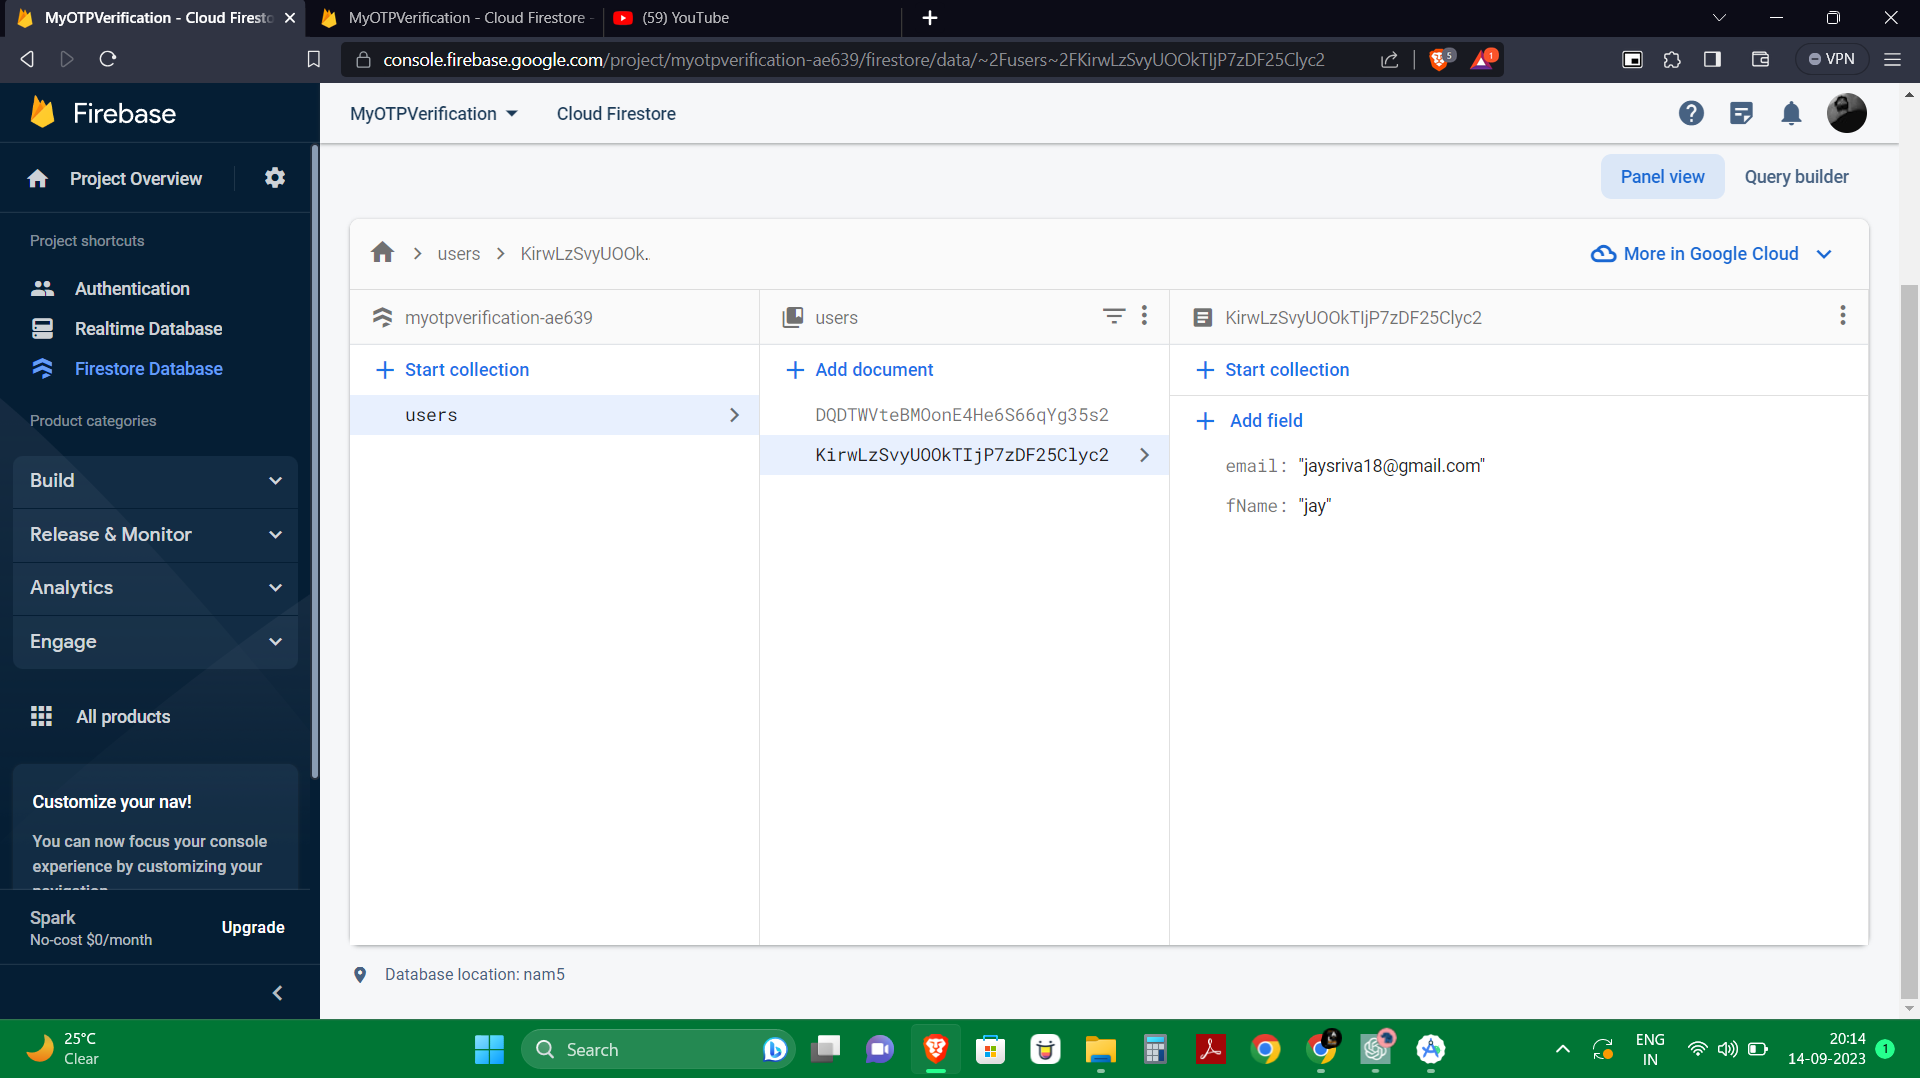 MyOTPVerification - Cloud Firesto
MyOTPVerification - Cloud Firestore -
(59) YouTube
console.firebase.google.com/project/myotpverification-ae639/firestore/data/~2Fusers~2FKirwLzSvyUOOkTIjP7zDF25Clyc2
5
1
VPN
Firebase
MyOTPVerification
Cloud Firestore
Project Overview
Panel view
Query builder
Project shortcuts
users
KirwLzSvyUOOk..
More in Google Cloud
Authentication
Realtime Database
Firestore Database
myotpverification-ae639
users
KirwLzSvyUOOkTIjP7zDF25Clyc2
Start collection
Add document
Start collection
users
DQDTWVteBMOonE4He6S66qYg35s2
KirwLzSvyUOOkTIjP7zDF25Clyc2
Add field
email: "jaysriva18@gmail.com"
fName: "jay"
Product categories
Build
Release & Monitor
Analytics
Engage
All products
Customize your nav!
You can now focus your console
experience by customizing your
navigation
Spark
No-cost $0/month
Upgrade
Database location: nam5
25°C
Clear
Search
ENG
IN
20:14
14-09-2023
1